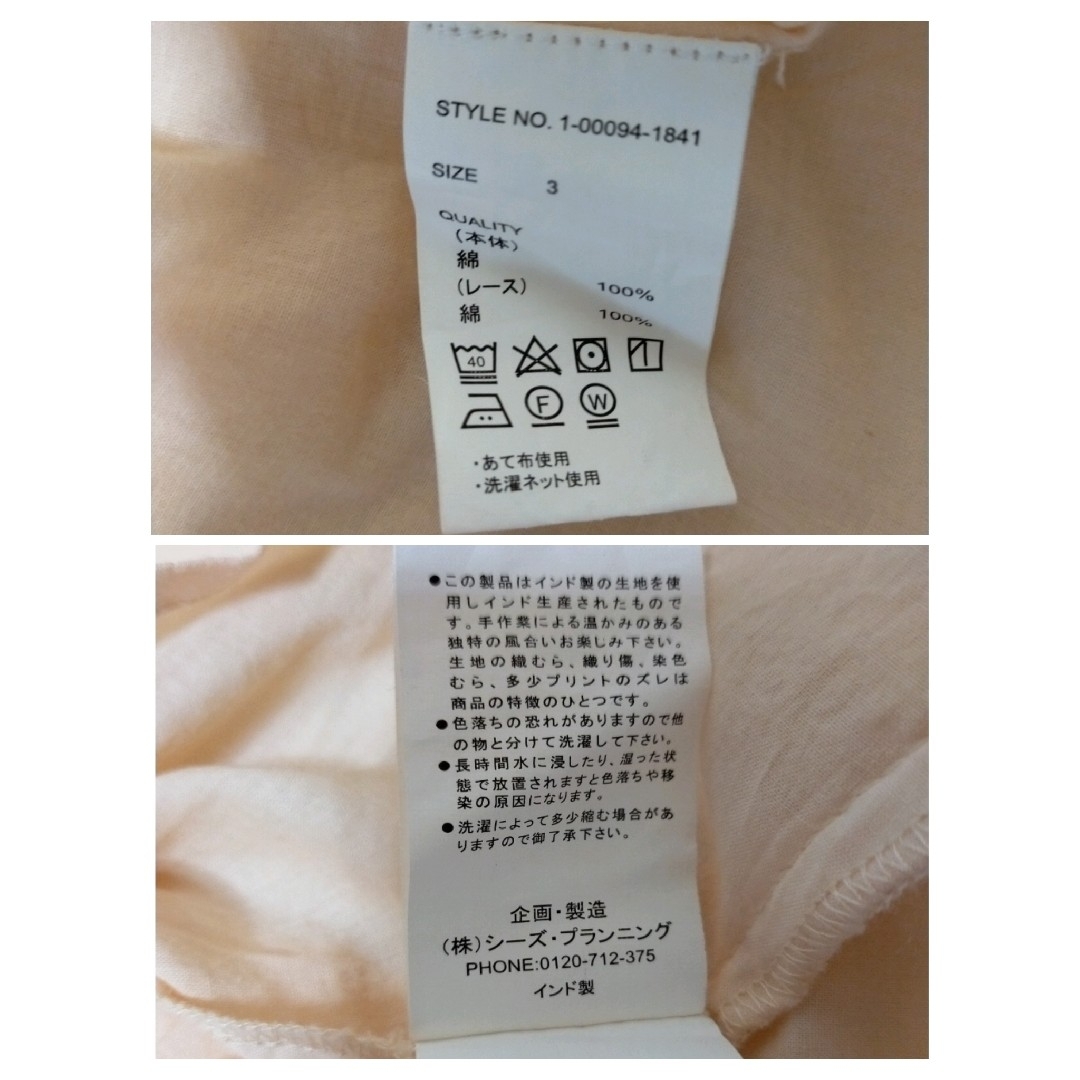 STYLE NO. 1-00094-1841
SIZE 3
QUALITY
(本体)
綿
(レース) 100%
綿 100%
40
F W
・あて布使用
・洗濯ネット使用
●この製品はインド製の生地を使
用しインド生産されたもので
す。手作業による温かみのある
独特の風合いお楽しみ下さい。
生地の織むら、織り傷、染色
むら、多少プリントのズレは
商品の特徴のひとつです。
●色落ちの恐れがありますので他
の物と分けて洗濯して下さい。
●長時間水に浸したり、湿った状
態で放置されますと色落ちや移
染の原因になります。
●洗濯によって多少縮む場合があ
りますので御了承下さい。
企画・製造
(株)シーズ・プランニング
PHONE:0120-712-375
インド製